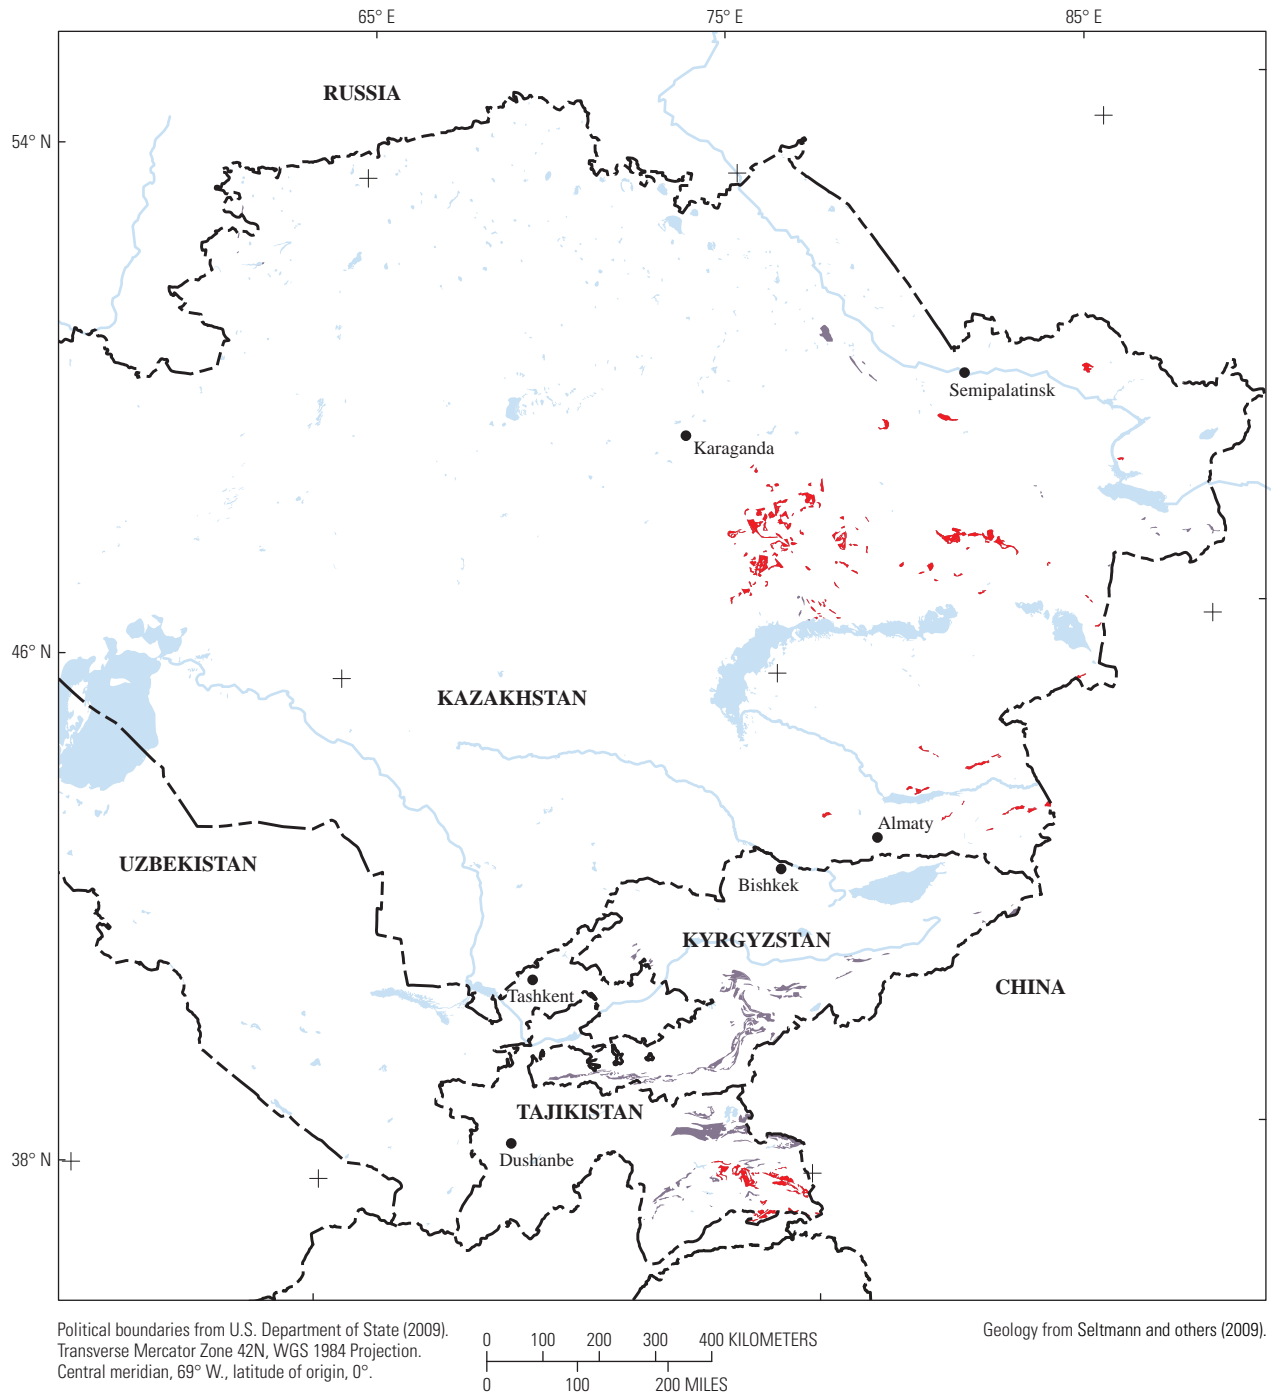 65° E
75° E
85° E
RUSSIA
54° N
Semipalatinsk
Karaganda
46° N
KAZAKHSTAN
Almaty
UZBEKISTAN
Bishkek
KYRGYZSTAN
CHINA
Tashkent
TAJIKISTAN
Dushanbe
38° N
Political boundaries from U.S. Department of State (2009).
Transverse Mercator Zone 42N, WGS 1984 Projection.
Central meridian, 69° W., latitude of origin, 0°.
0 100 200 300 400 KILOMETERS
0 100 200 MILES
Geology from Seltmann and others (2009).